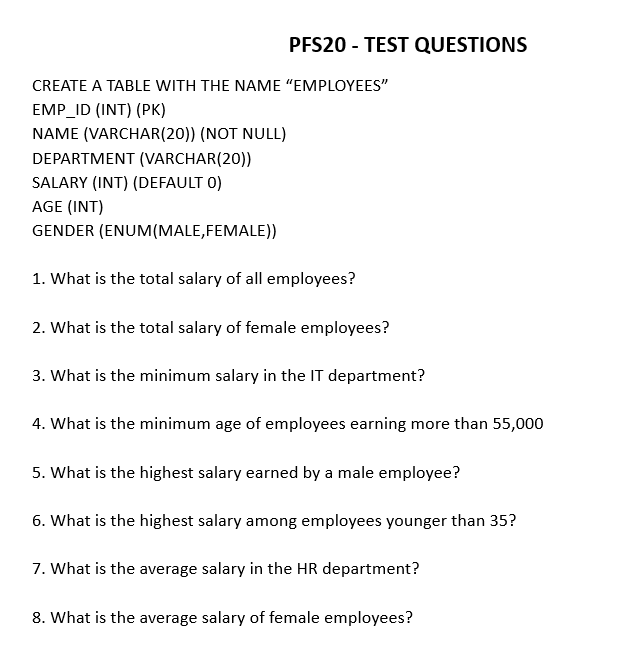 PFS20 - TEST QUESTIONS
CREATE A TABLE WITH THE NAME “EMPLOYEES”
EMP_ID (INT) (PK)
NAME (VARCHAR(20)) (NOT NULL)
DEPARTMENT (VARCHAR(20))
SALARY (INT) (DEFAULT 0)
AGE (INT)
GENDER (ENUM(MALE,FEMALE))
1. What is the total salary of all employees?
2. What is the total salary of female employees?
3. What is the minimum salary in the IT department?
4. What is the minimum age of employees earning more than 55,000
5. What is the highest salary earned by a male employee?
6. What is the highest salary among employees younger than 35?
7. What is the average salary in the HR department?
8. What is the average salary of female employees?